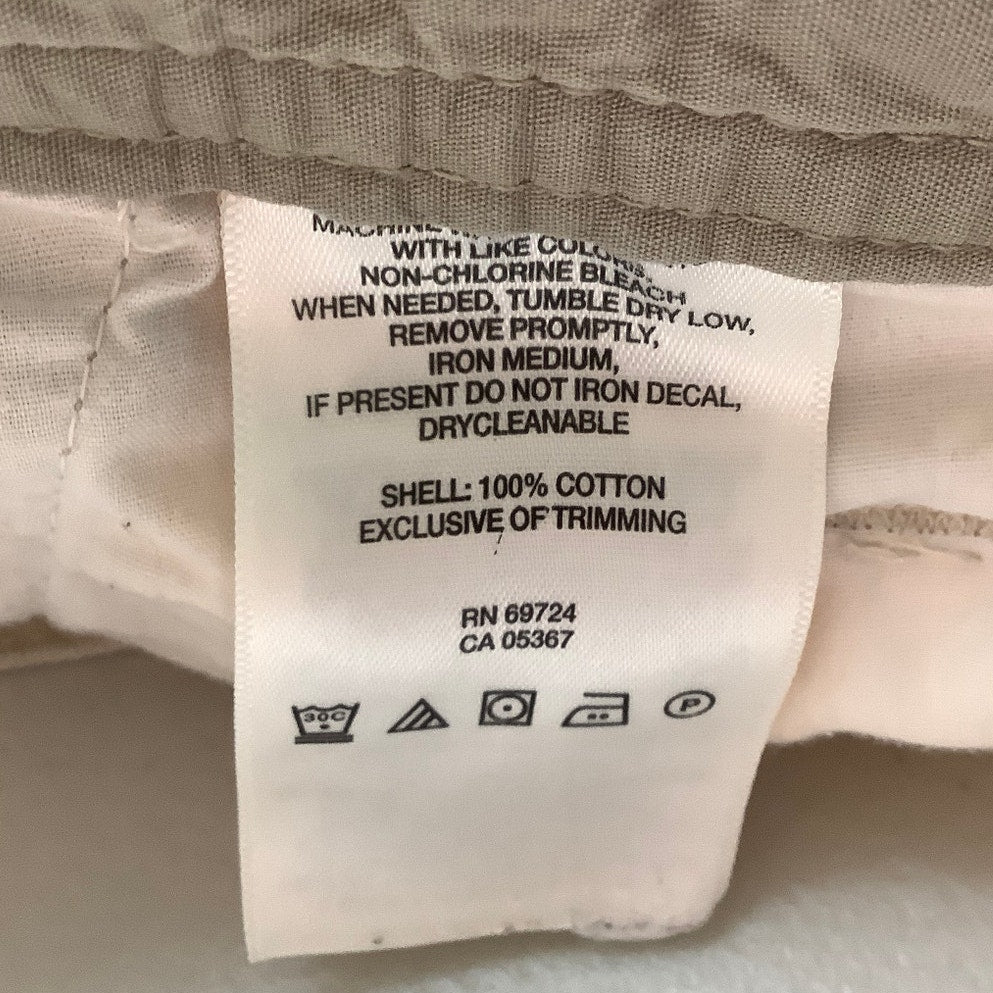 MACHINE
WITH LIKE COLORS,
NON-CHLORINE BLEACH
WHEN NEEDED, TUMBLE DRY LOW,
REMOVE PROMPTLY,
IRON MEDIUM,
IF PRESENT DO NOT IRON DECAL,
DRYCLEANABLE
SHELL: 100% COTTON
EXCLUSIVE OF TRIMMING
RN 69724
CA 05367
30C
P